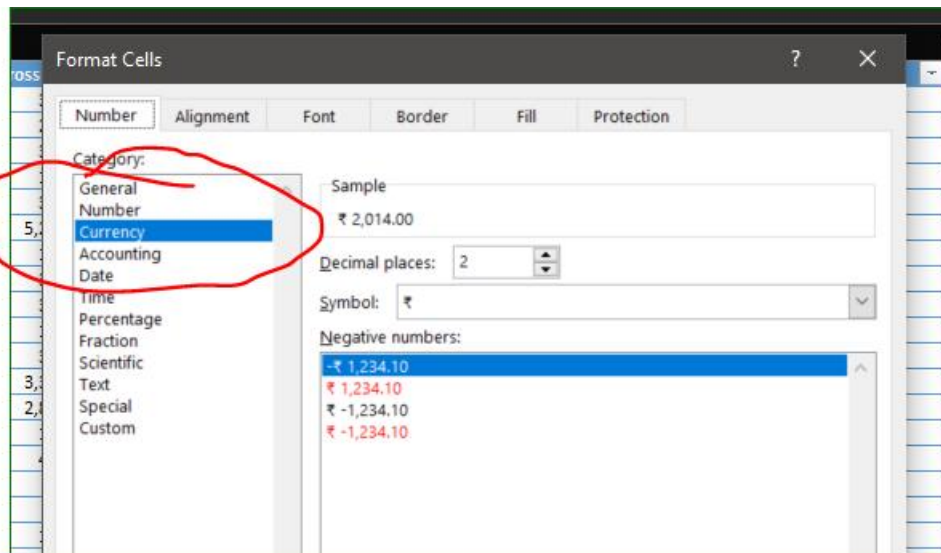 Format Cells
?
ross
Number Alignment Font Border Fill Protection
Category:
General
Number
Currency
Accounting
Date
Time
Percentage
Fraction
Scientific
Text
Special
Custom
Sample
₹ 2,014.00
Decimal places: 2
Symbol: ₹
Negative numbers:
-₹ 1,234.10
₹ 1,234.10
₹ -1,234.10
₹ -1,234.10